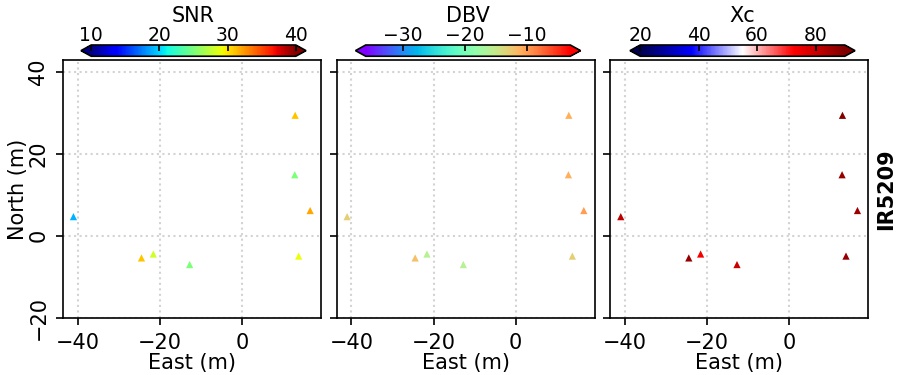 SNR DBV Xc
10 20 30 40 −30 −20 −10 20 40 60 80
40
20
0
−20
North (m)
IR5209
−40 −20 0 −40 −20 0 −40 −20 0
East (m) East (m) East (m)